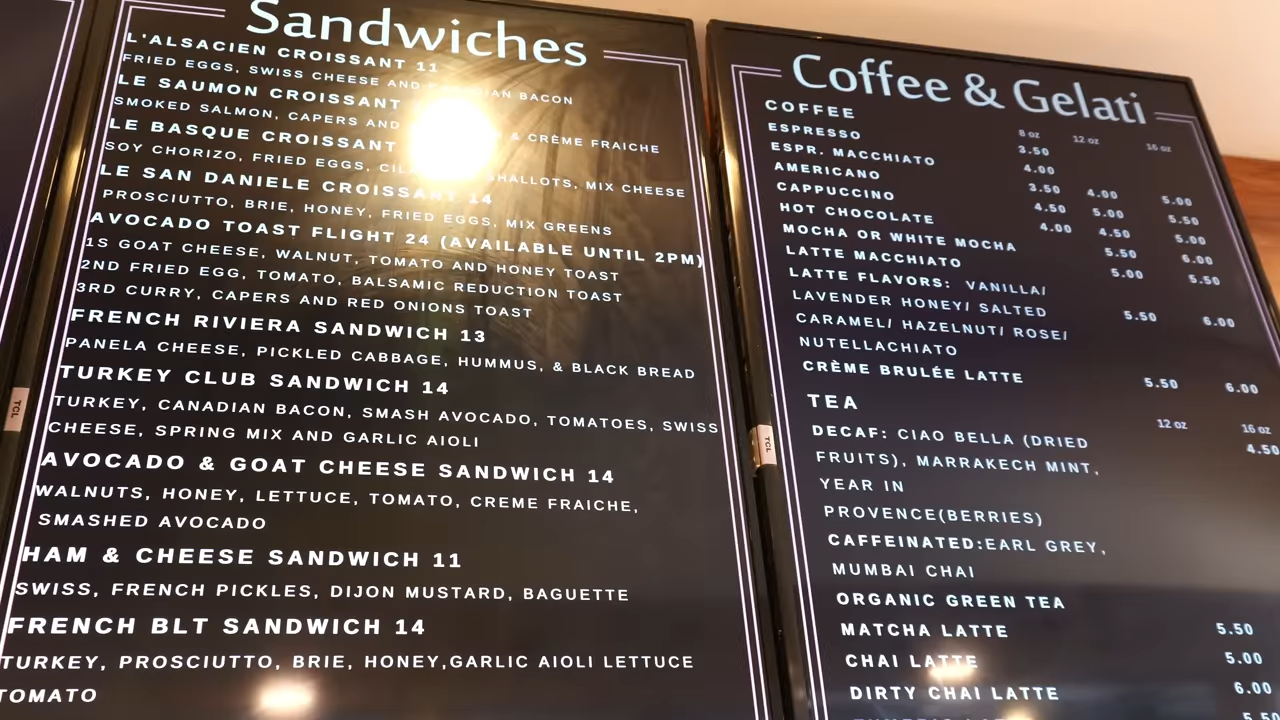 Sandwiches
L'ALSACIEN CROISSANT 11
FRIED EGGS, SWISS CHEESE AND BACON
LE SAUMON CROISSANT
SMOKED SALMON, CAPERS AND & CRÈME FRAICHE
LE BASQUE CROISSANT
SOY CHORIZO, FRIED EGGS, SHALLOTS, MIX CHEESE
LE SAN DANIELE CROISSANT 14
PROSCIUTTO, BRIE, HONEY, FRIED EGGS, MIX GREENS
AVOCADO TOAST FLIGHT 24 (AVAILABLE UNTIL 2PM)
1S GOAT CHEESE, WALNUT, TOMATO AND HONEY TOAST
2ND FRIED EGG, TOMATO, BALSAMIC REDUCTION TOAST
3RD CURRY, CAPERS AND RED ONIONS TOAST
FRENCH RIVIERA SANDWICH 13
PANELA CHEESE, PICKLED CABBAGE, HUMMUS, & BLACK BREAD
TURKEY CLUB SANDWICH 14
TURKEY, CANADIAN BACON, SMASH AVOCADO, TOMATOES, SWISS
CHEESE, SPRING MIX AND GARLIC AIOLI
AVOCADO & GOAT CHEESE SANDWICH 14
WALNUTS, HONEY, LETTUCE, TOMATO, CREME FRAICHE,
SMASHED AVOCADO
HAM & CHEESE SANDWICH 11
SWISS, FRENCH PICKLES, DIJON MUSTARD, BAGUETTE
FRENCH BLT SANDWICH 14
TURKEY, PROSCIUTTO, BRIE, HONEY,GARLIC AIOLI LETTUCE
TOMATO
TCL
Coffee & Gelati
COFFEE 8 oz 12 oz 16 oz
ESPRESSO 3.50
ESPR. MACCHIATO 4.00
AMERICANO 3.50 4.00 5.00
CAPPUCCINO 4.50 5.00 5.50
HOT CHOCOLATE 4.00 4.50 5.00
MOCHA OR WHITE MOCHA 5.50 6.00
LATTE MACCHIATO 5.00 5.50
LATTE FLAVORS: VANILLA/
LAVENDER HONEY/ SALTED 5.50 6.00
CARAMEL/ HAZELNUT/ ROSE/
NUTELLACHIATO
CRÈME BRULÉE LATTE 5.50 6.00
TEA 12 oz 16 oz
DECAF: CIAO BELLA (DRIED 4.50
FRUITS), MARRAKECH MINT,
YEAR IN
PROVENCE(BERRIES)
CAFFEINATED:EARL GREY,
MUMBAI CHAI
ORGANIC GREEN TEA
MATCHA LATTE 5.50
CHAI LATTE 5.00
DIRTY CHAI LATTE 6.00
TCL